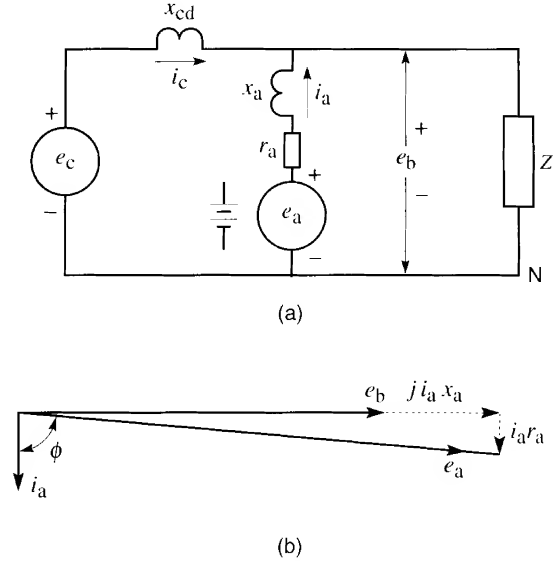 x_cd
i_c
x_a
i_a
+
r_a
+
+
e_c
e_b
Z
−
e_a
−
−
N
(a)
e_b
j i_a x_a
i_a r_a
ϕ
e_a
i_a
(b)